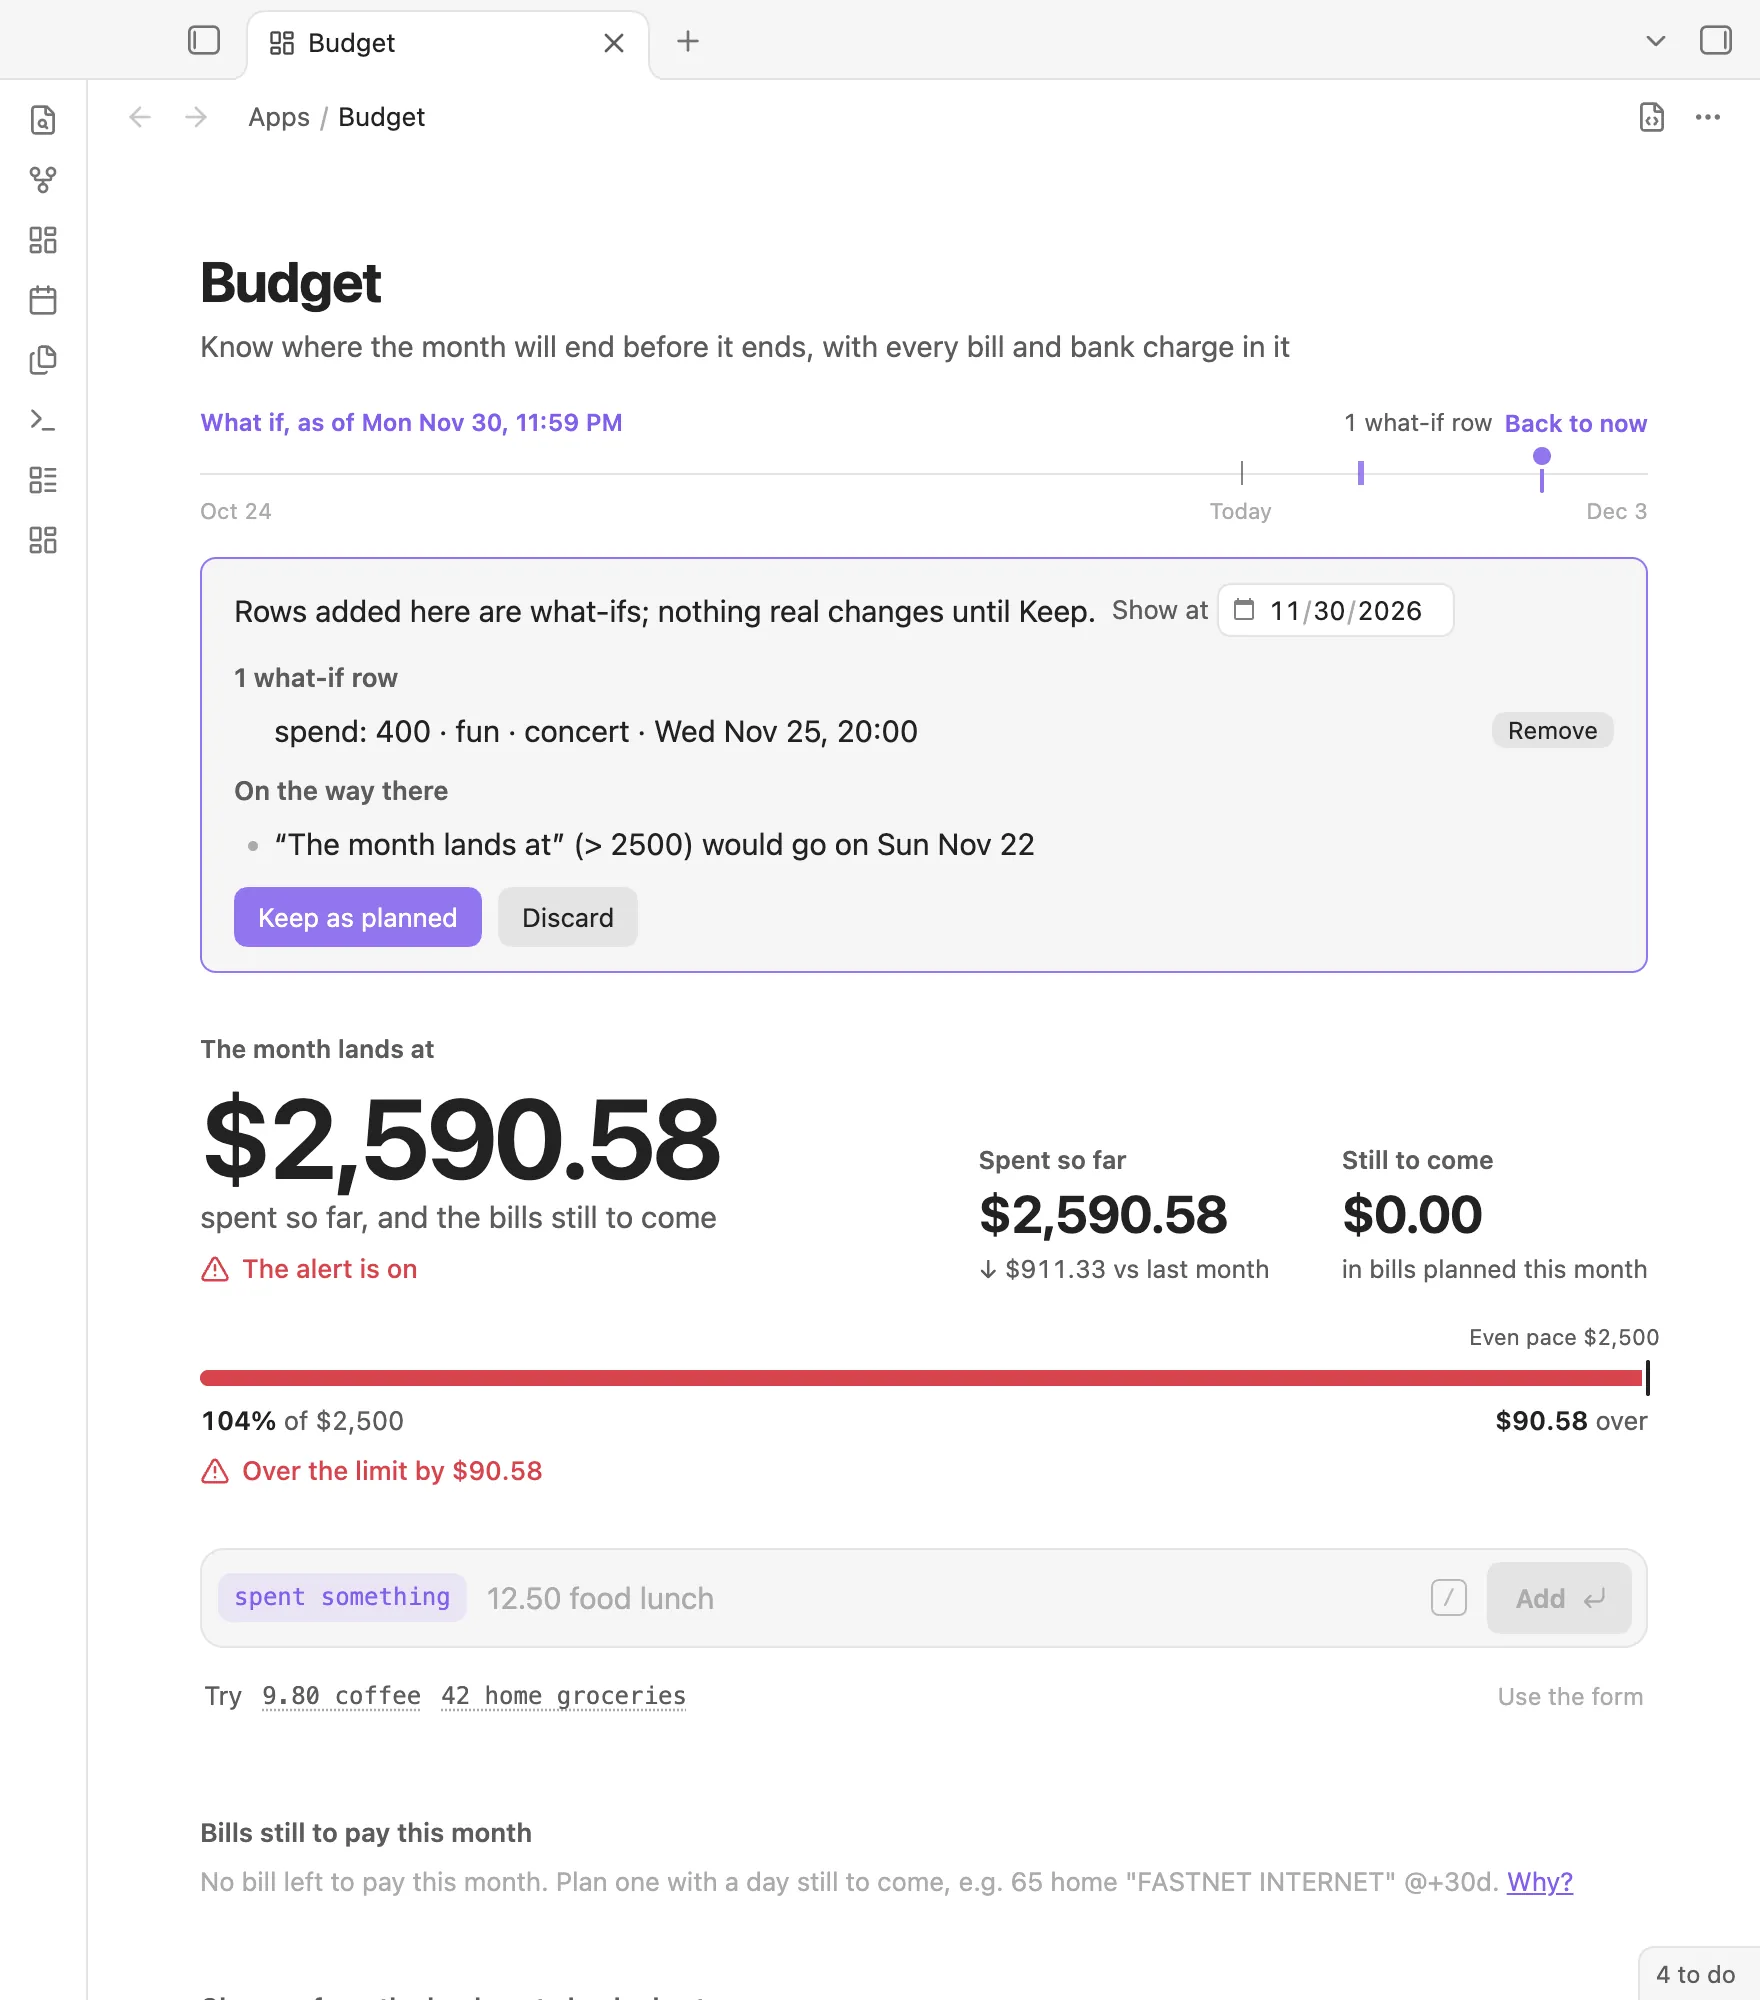 Budget
Apps / Budget
Budget
Know where the month will end before it ends, with every bill and bank charge in it
What if, as of Mon Nov 30, 11:59 PM
1 what-if row Back to now
Oct 24
Today
Dec 3
Rows added here are what-ifs; nothing real changes until Keep. Show at 11/30/2026
1 what-if row
spend: 400 · fun · concert · Wed Nov 25, 20:00
Remove
On the way there
• “The month lands at” (> 2500) would go on Sun Nov 22
Keep as planned
Discard
The month lands at
$2,590.58
spent so far, and the bills still to come
The alert is on
Spent so far
$2,590.58
↓ $911.33 vs last month
Still to come
$0.00
in bills planned this month
Even pace $2,500
104% of $2,500
$90.58 over
Over the limit by $90.58
spent something 12.50 food lunch
/
Add
Try 9.80 coffee 42 home groceries
Use the form
Bills still to pay this month
No bill left to pay this month. Plan one with a day still to come, e.g. 65 home "FASTNET INTERNET" @+30d. Why?
4 to do